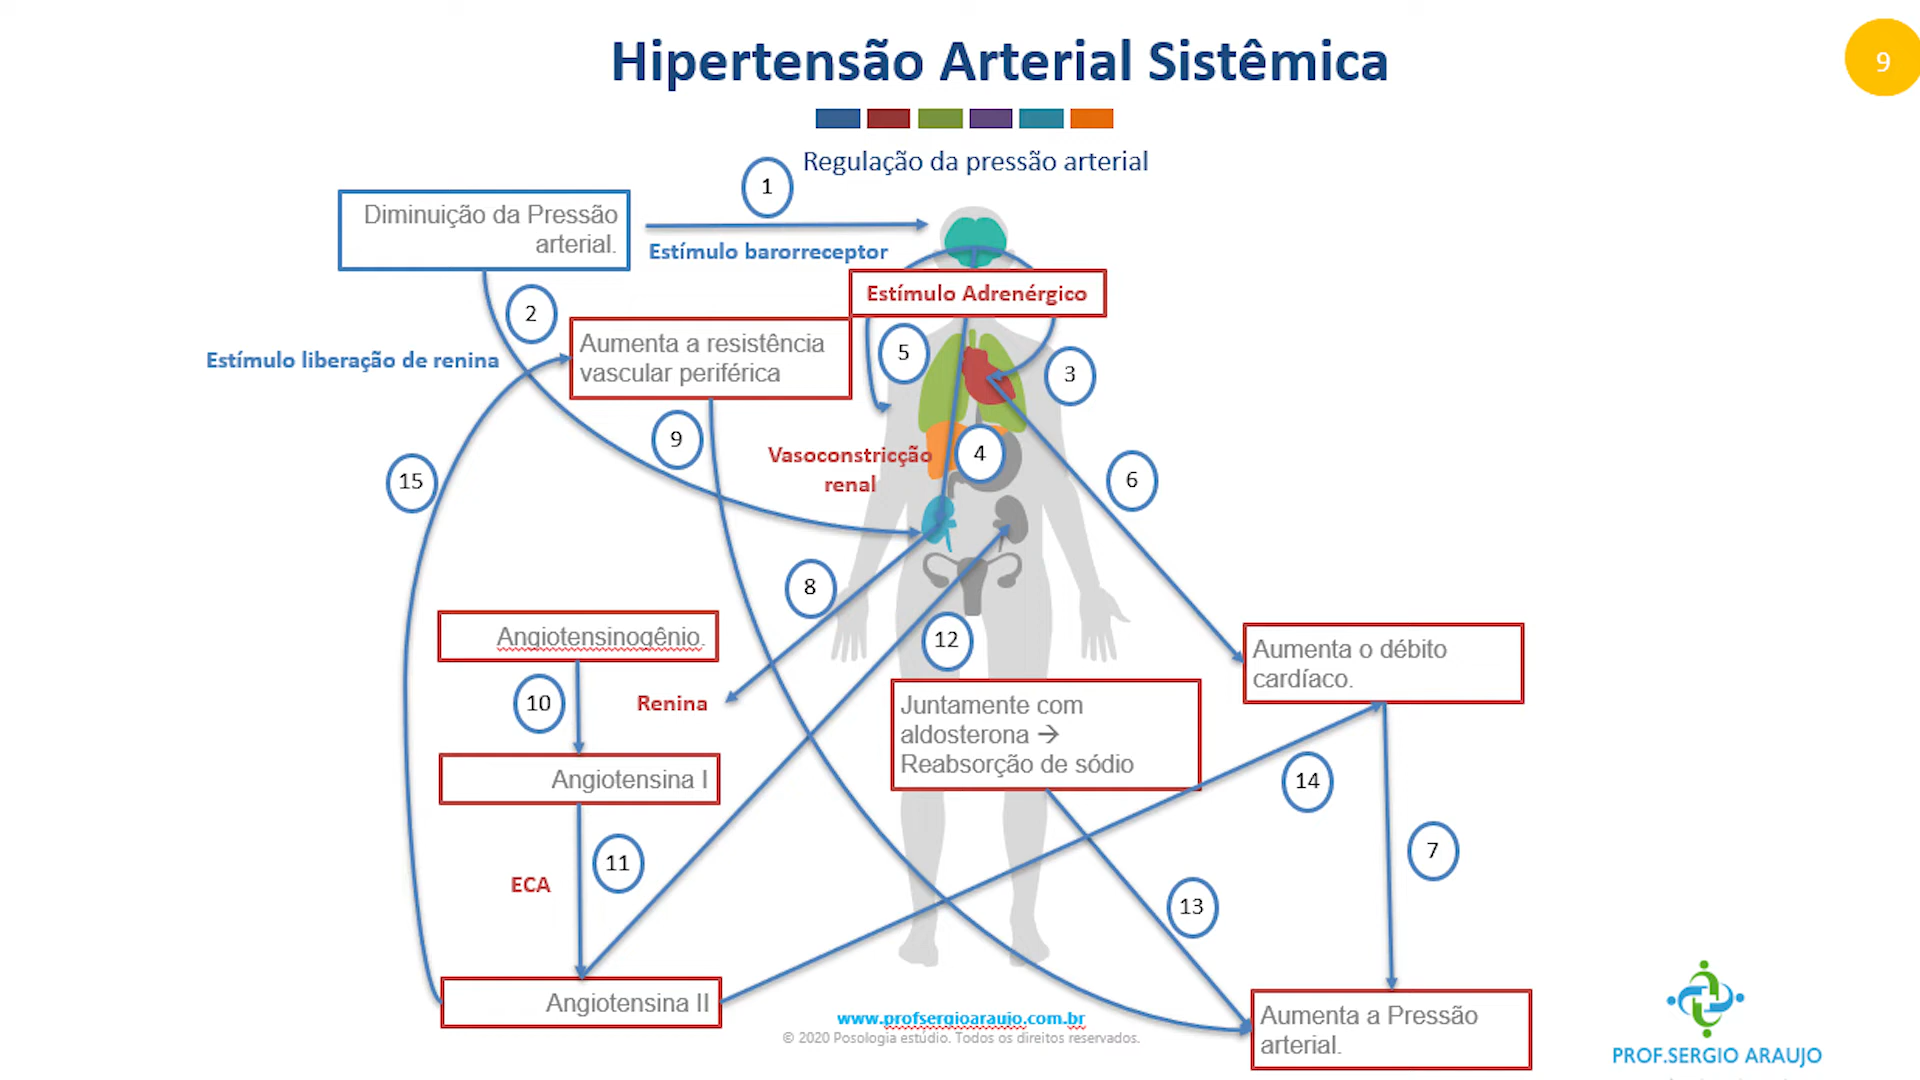 Hipertensão Arterial Sistêmica
9
Regulação da pressão arterial
1
Diminuição da Pressão
arterial.
Estímulo barorreceptor
Estímulo Adrenérgico
2
Aumenta a resistência
vascular periférica
5
3
Estímulo liberação de renina
9
4
Vasoconstricção
renal
15
6
8
Angiotensinogênio.
12
10
Renina
Juntamente com
aldosterona →
Reabsorção de sódio
Aumenta o débito
cardíaco.
Angiotensina I
14
11
ECA
7
13
Angiotensina II
www.profsergioaraujo.com.br
© 2020 Posologia estúdio. Todos os direitos reservados.
Aumenta a Pressão
arterial.
PROF.SERGIO ARAUJO